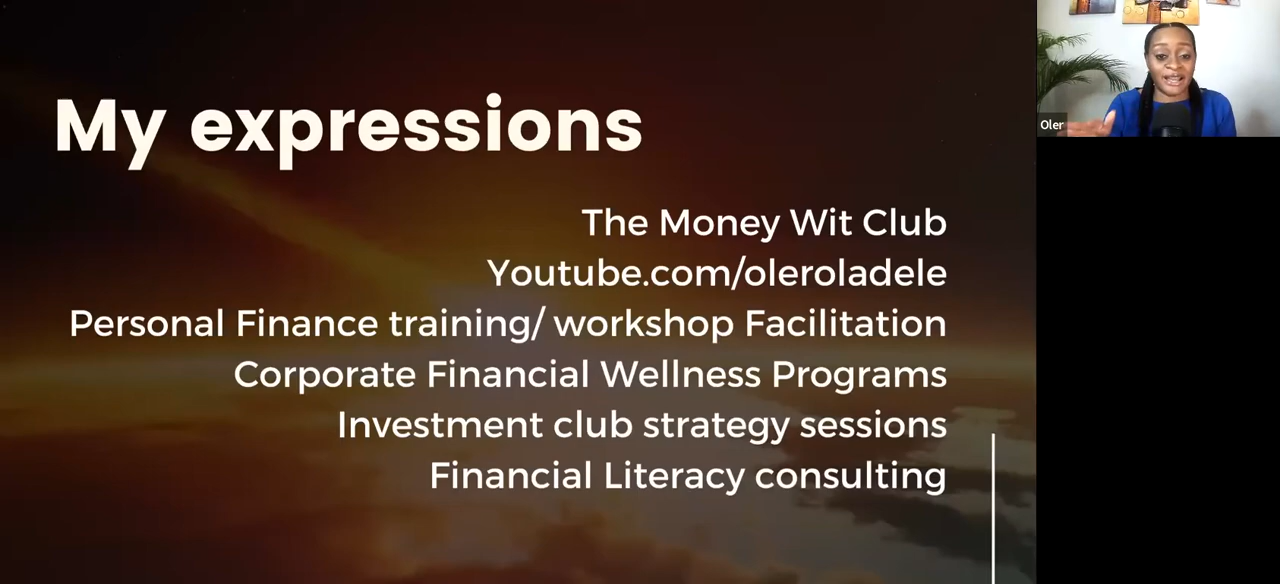 My expressions
The Money Wit Club
Youtube.com/oleroladele
Personal Finance training/ workshop Facilitation
Corporate Financial Wellness Programs
Investment club strategy sessions
Financial Literacy consulting
Oler